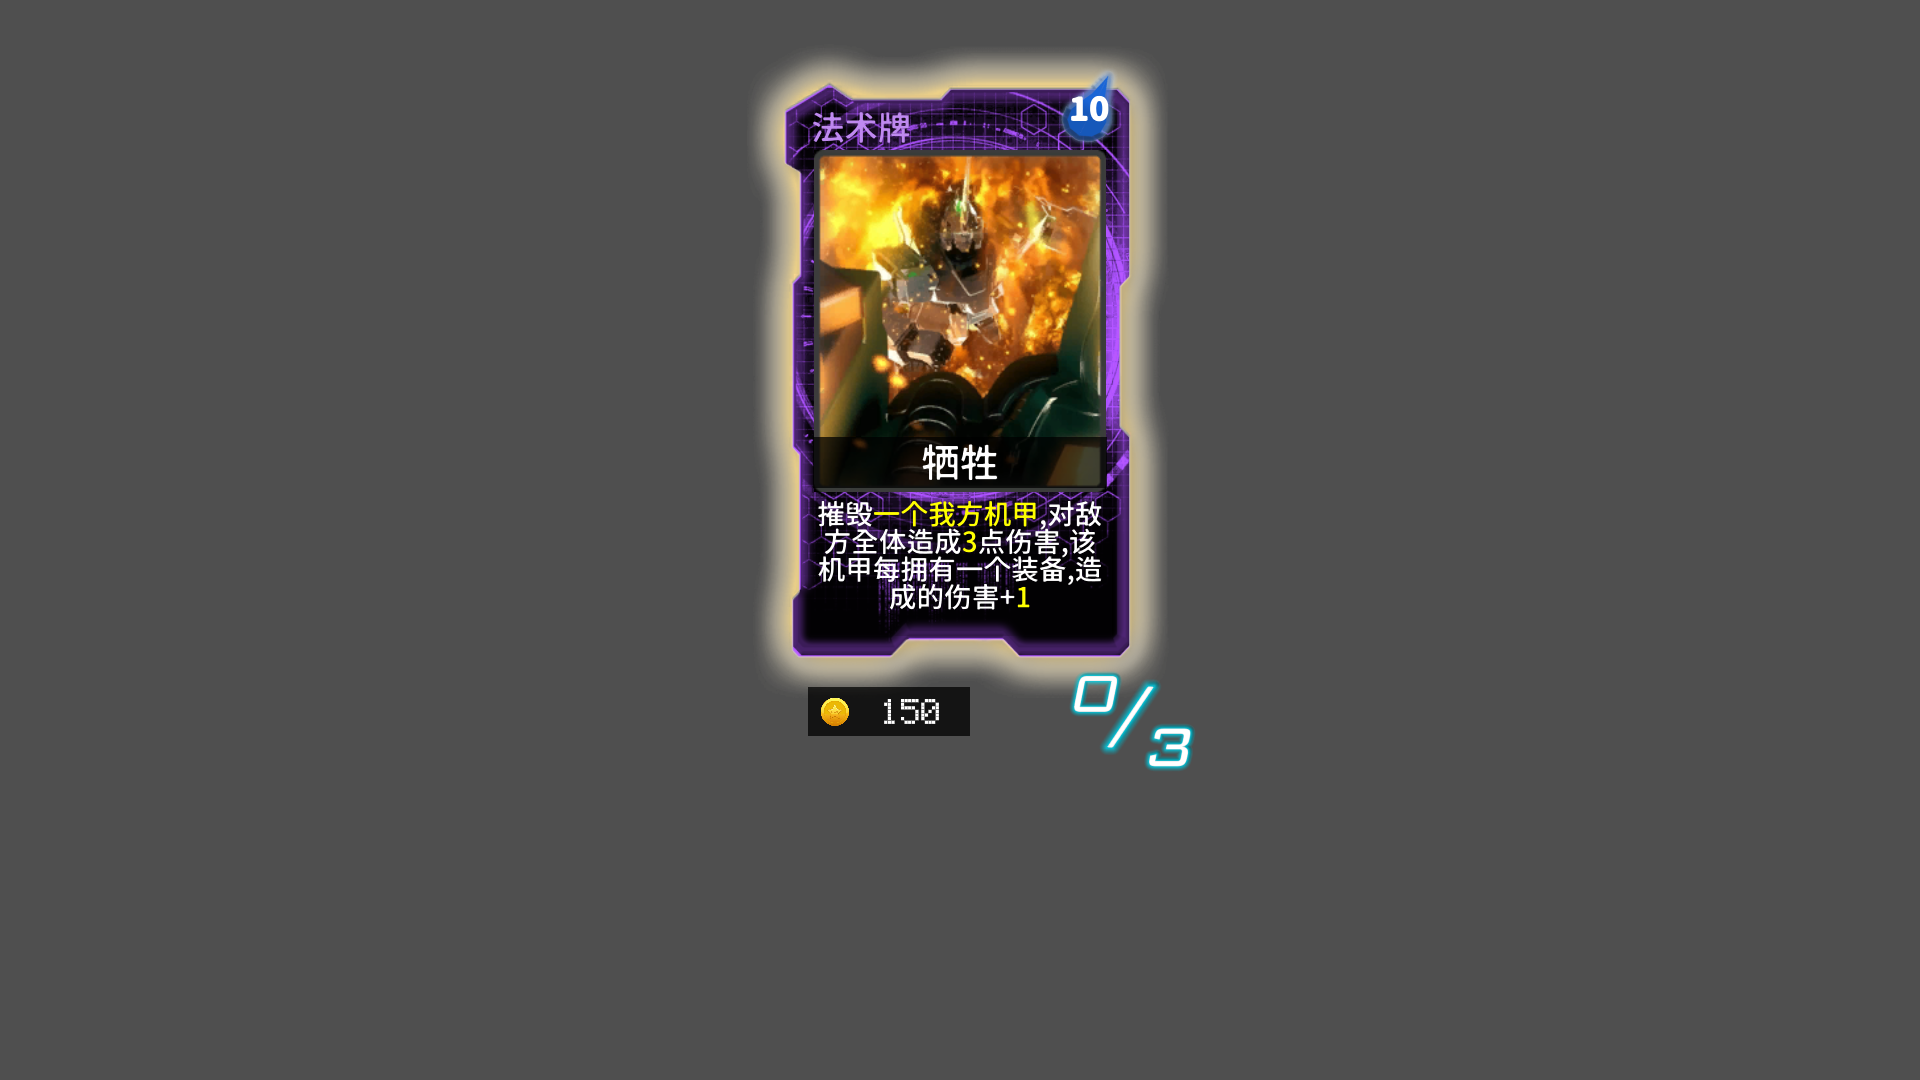 法术牌
10
牺牲
摧毁一个我方机甲,对敌
方全体造成3点伤害,该
机甲每拥有一个装备,造
成的伤害+1
150
0/3